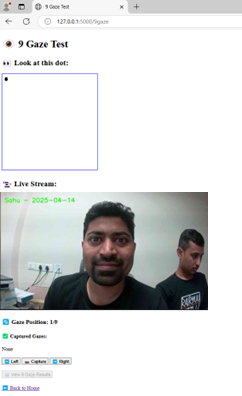 9 Gaze Test
127.0.0.1:5000/9gaze
9 Gaze Test
Look at this dot:
Live Stream:
Sahu - 2025-04-14
Gaze Position: 1/9
Captured Gazes:
None
Left Capture Right
View 9 Gaze Results
Back to Home